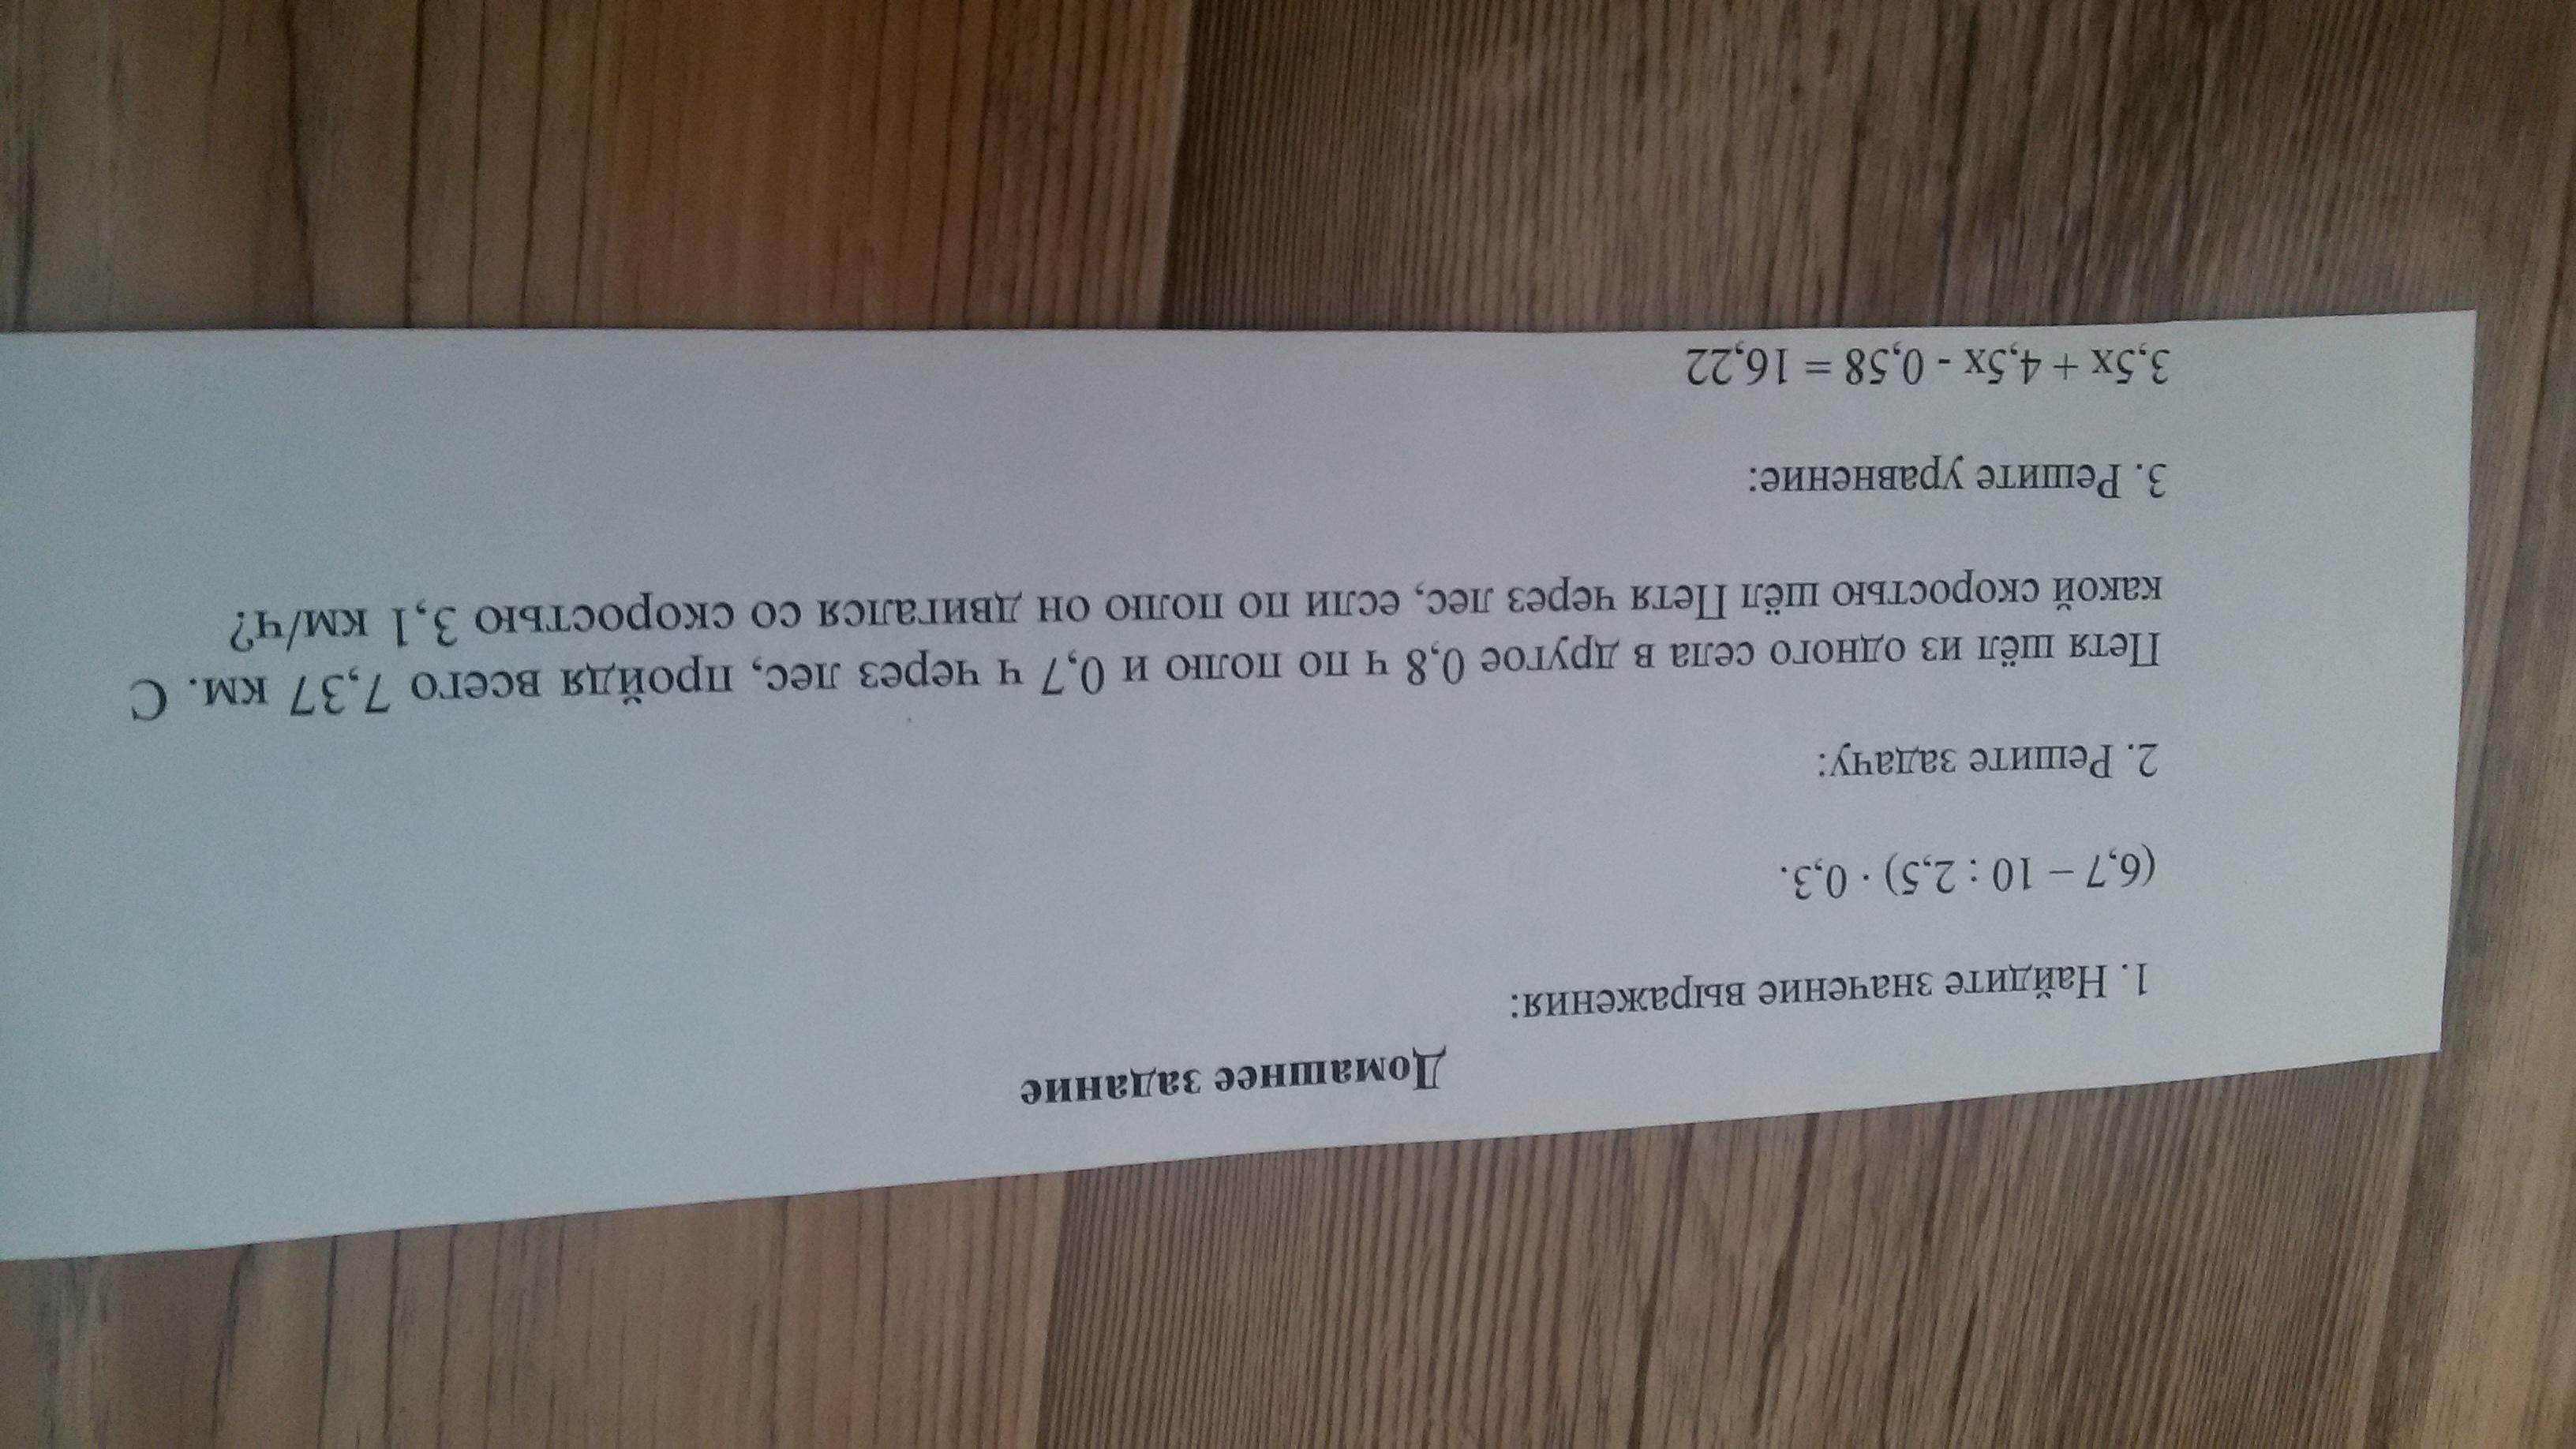 Домашнее задание
1. Найдите значение выражения:
(6,7 – 10 : 2,5) · 0,3.
2. Решите задачу:
Петя шёл из одного села в другое 0,8 ч по полю и 0,7 ч через лес, пройдя всего 7,37 км. С
какой скоростью шёл Петя через лес, если по полю он двигался со скоростью 3,1 км/ч?
3. Решите уравнение:
3,5x + 4,5x - 0,58 = 16,22